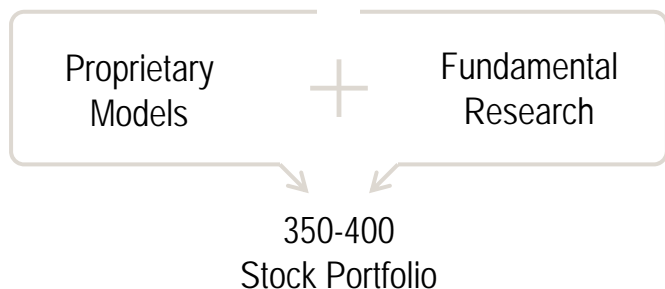 Proprietary
Models
Fundamental
Research
350-400
Stock Portfolio